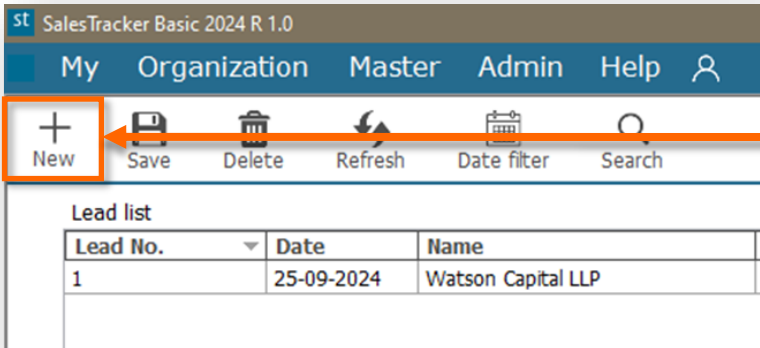 st SalesTracker Basic 2024 R 1.0
My Organization Master Admin Help
New Save Delete Refresh Date filter Search
Lead list
Lead No. Date Name
1 25-09-2024 Watson Capital LLP